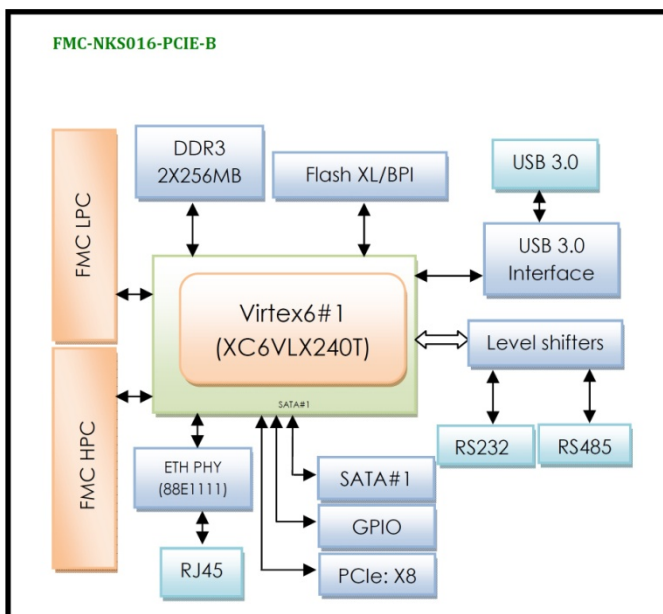 FMC-NKS016-PCIE-B
FMC LPC
DDR3
2X256MB
Flash XL/BPI
USB 3.0
USB 3.0
Interface
Virtex6#1
(XC6VLX240T)
SATA#1
Level shifters
FMC HPC
RS232
RS485
ETH PHY
(88E1111)
SATA#1
GPIO
RJ45
PCIe: X8